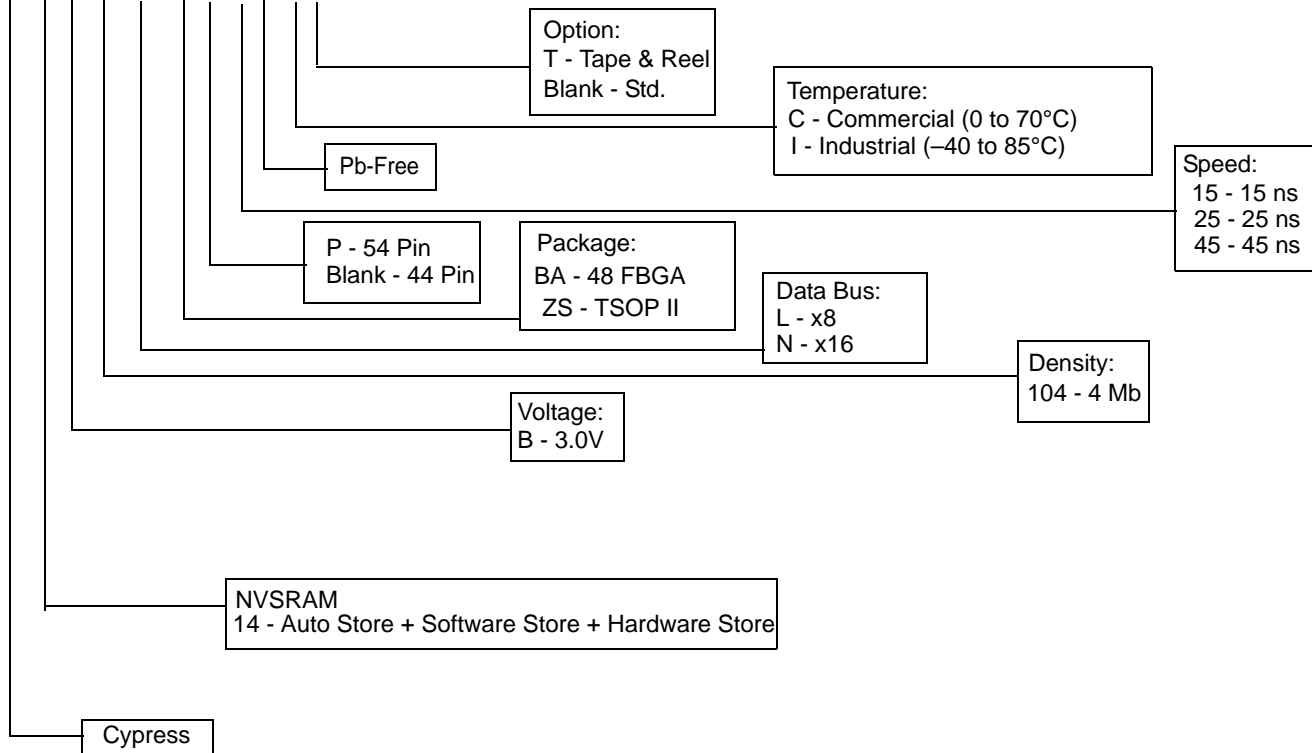 Option:
T - Tape & Reel
Blank - Std.
Temperature:
C - Commercial (0 to 70°C)
I - Industrial (–40 to 85°C)
Pb-Free
Speed:
15 - 15 ns
25 - 25 ns
45 - 45 ns
P - 54 Pin
Blank - 44 Pin
Package:
BA - 48 FBGA
ZS - TSOP II
Data Bus:
L - x8
N - x16
Density:
104 - 4 Mb
Voltage:
B - 3.0V
NVSRAM
14 - Auto Store + Software Store + Hardware Store
Cypress